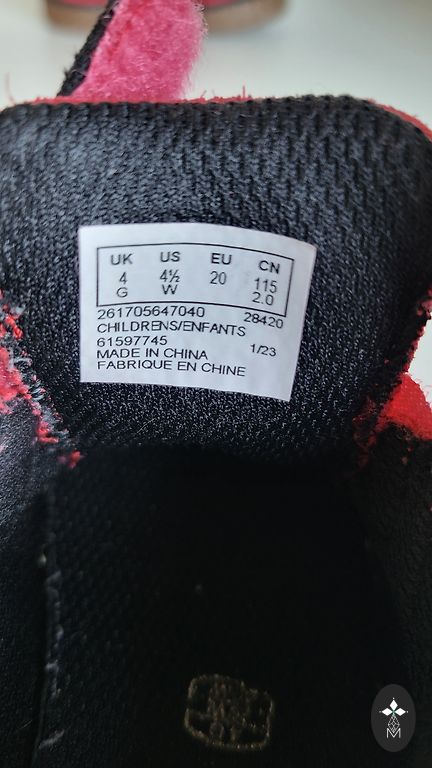 UK US EU CN
4 4½ 20 115
G W 2.0
261705647040 28420
CHILDRENS/ENFANTS
61597745
MADE IN CHINA 1/23
FABRIQUE EN CHINE
M